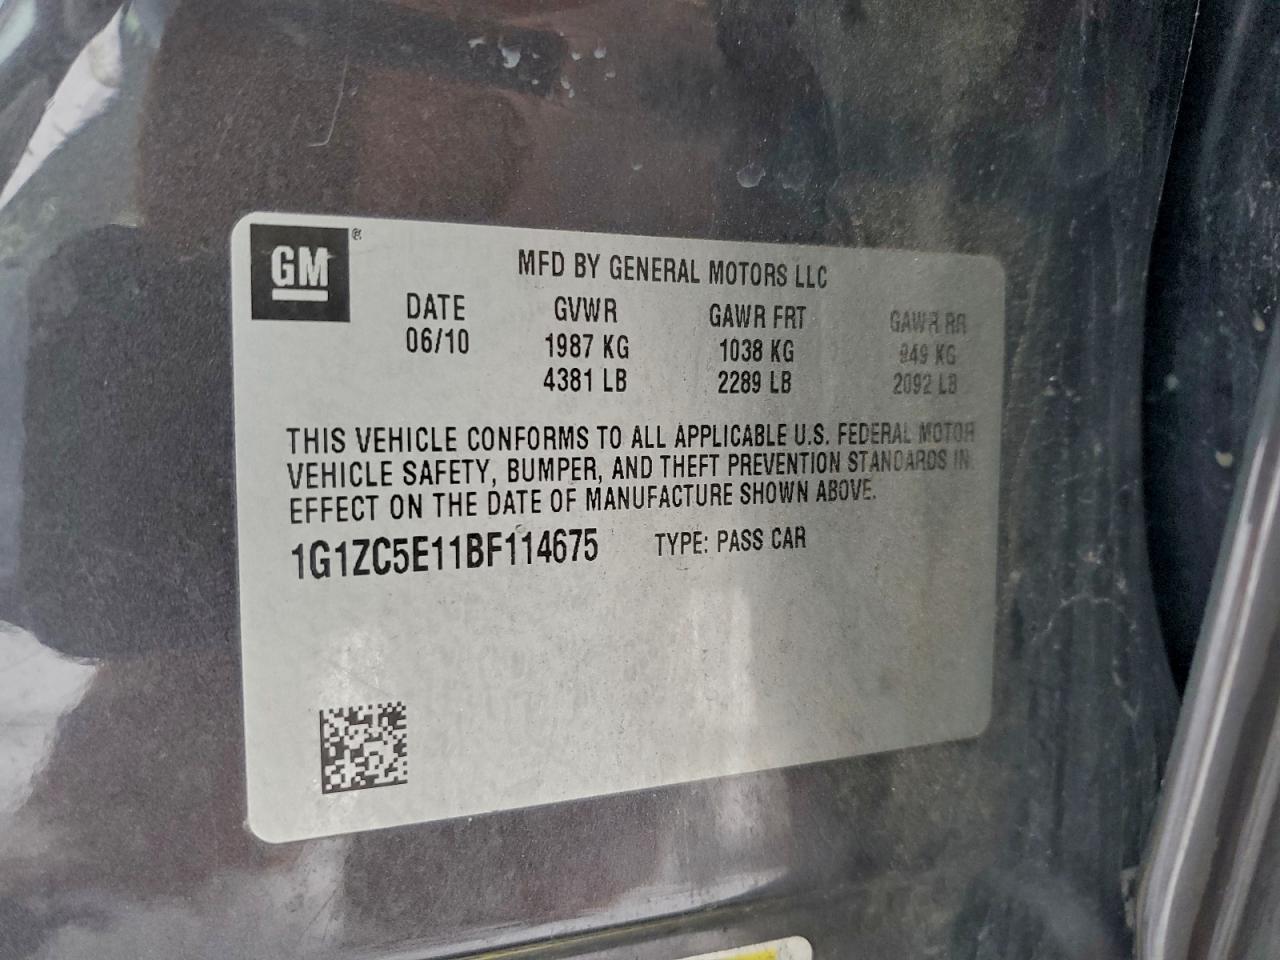 GM ®
MFD BY GENERAL MOTORS LLC
DATE GVWR GAWR FRT GAWR RR
06/10 1987 KG 1038 KG 949 KG
4381 LB 2289 LB 2092 LB
THIS VEHICLE CONFORMS TO ALL APPLICABLE U.S. FEDERAL MOTOR
VEHICLE SAFETY, BUMPER, AND THEFT PREVENTION STANDARDS IN
EFFECT ON THE DATE OF MANUFACTURE SHOWN ABOVE.
1G1ZC5E11BF114675 TYPE: PASS CAR